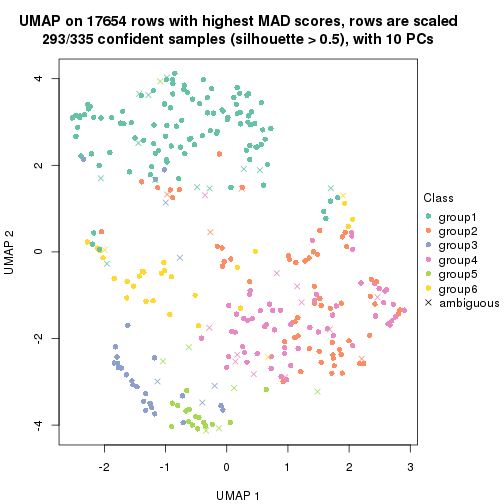 UMAP on 17654 rows with highest MAD scores, rows are scaled
293/335 confident samples (silhouette > 0.5), with 10 PCs
4
2
0
-2
-4
UMAP 2
-2
-1
0
1
2
3
UMAP 1
Class
group1
group2
group3
group4
group5
group6
ambiguous